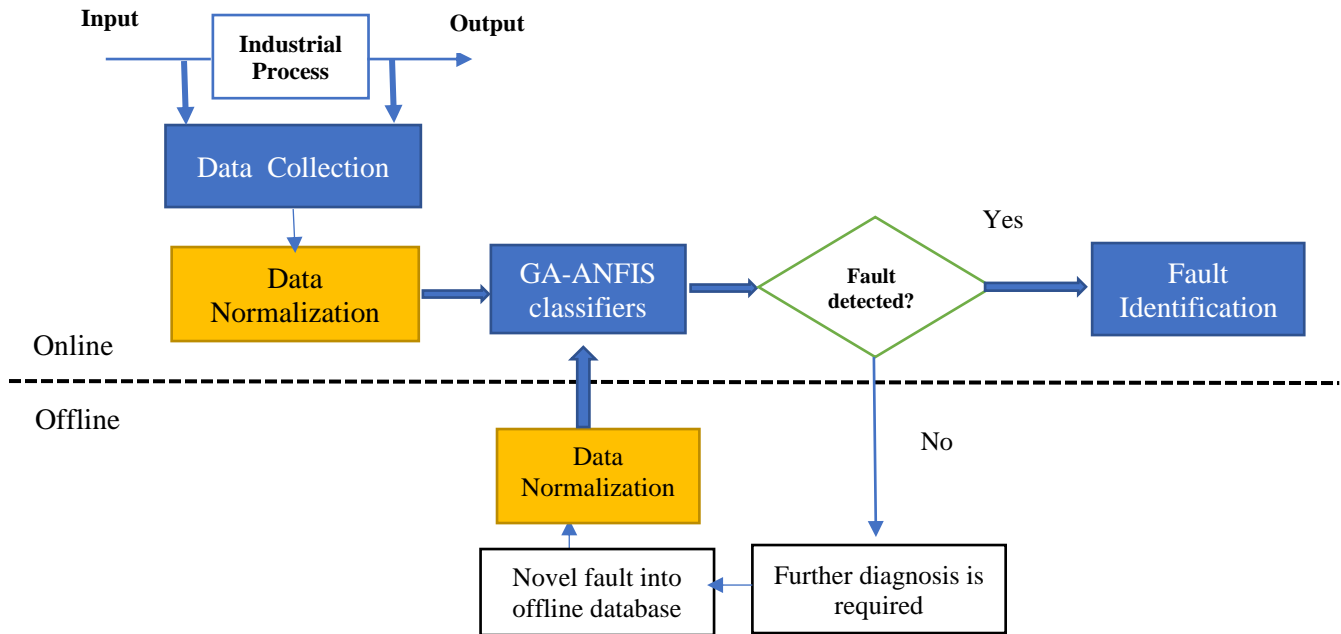 Input
Output
Industrial
Process
Data Collection
Data
Normalization
GA-ANFIS
classifiers
Fault
detected?
Yes
Fault
Identification
Online
Offline
No
Data
Normalization
Novel fault into
offline database
Further diagnosis is
required